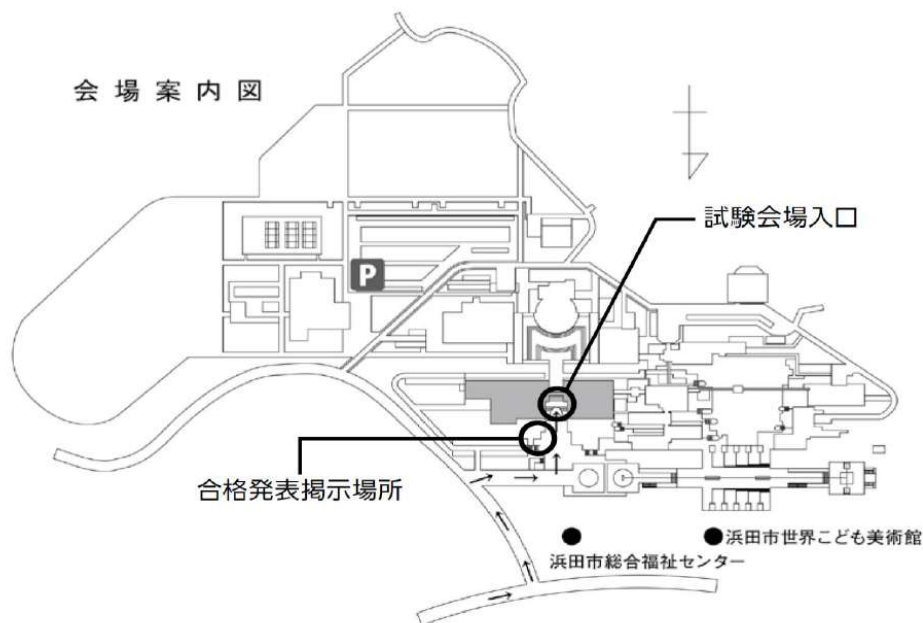 会場案内図
試験会場入口
P
合格発表掲示場所
浜田市世界こども美術館
浜田市総合福祉センター